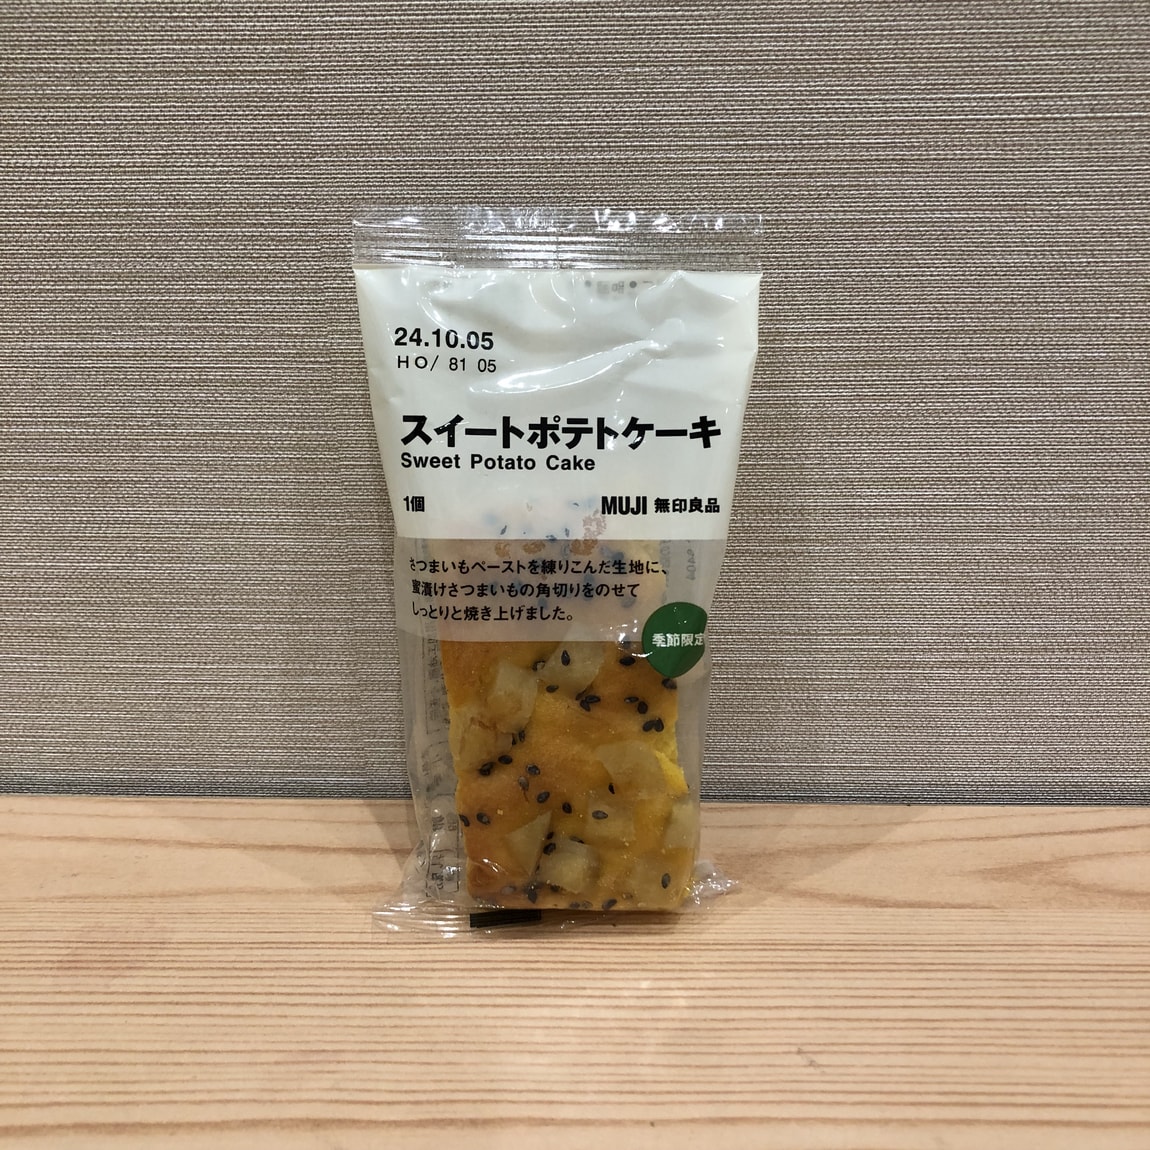 24.10.05
HO/ 81 05
スイートポテトケーキ
Sweet Potato Cake
1個
MUJI 無印良品
さつまいもペーストを練りこんだ生地に、
蜜漬けさつまいもの角切りをのせて
しっとりと焼き上げました。
季節限定